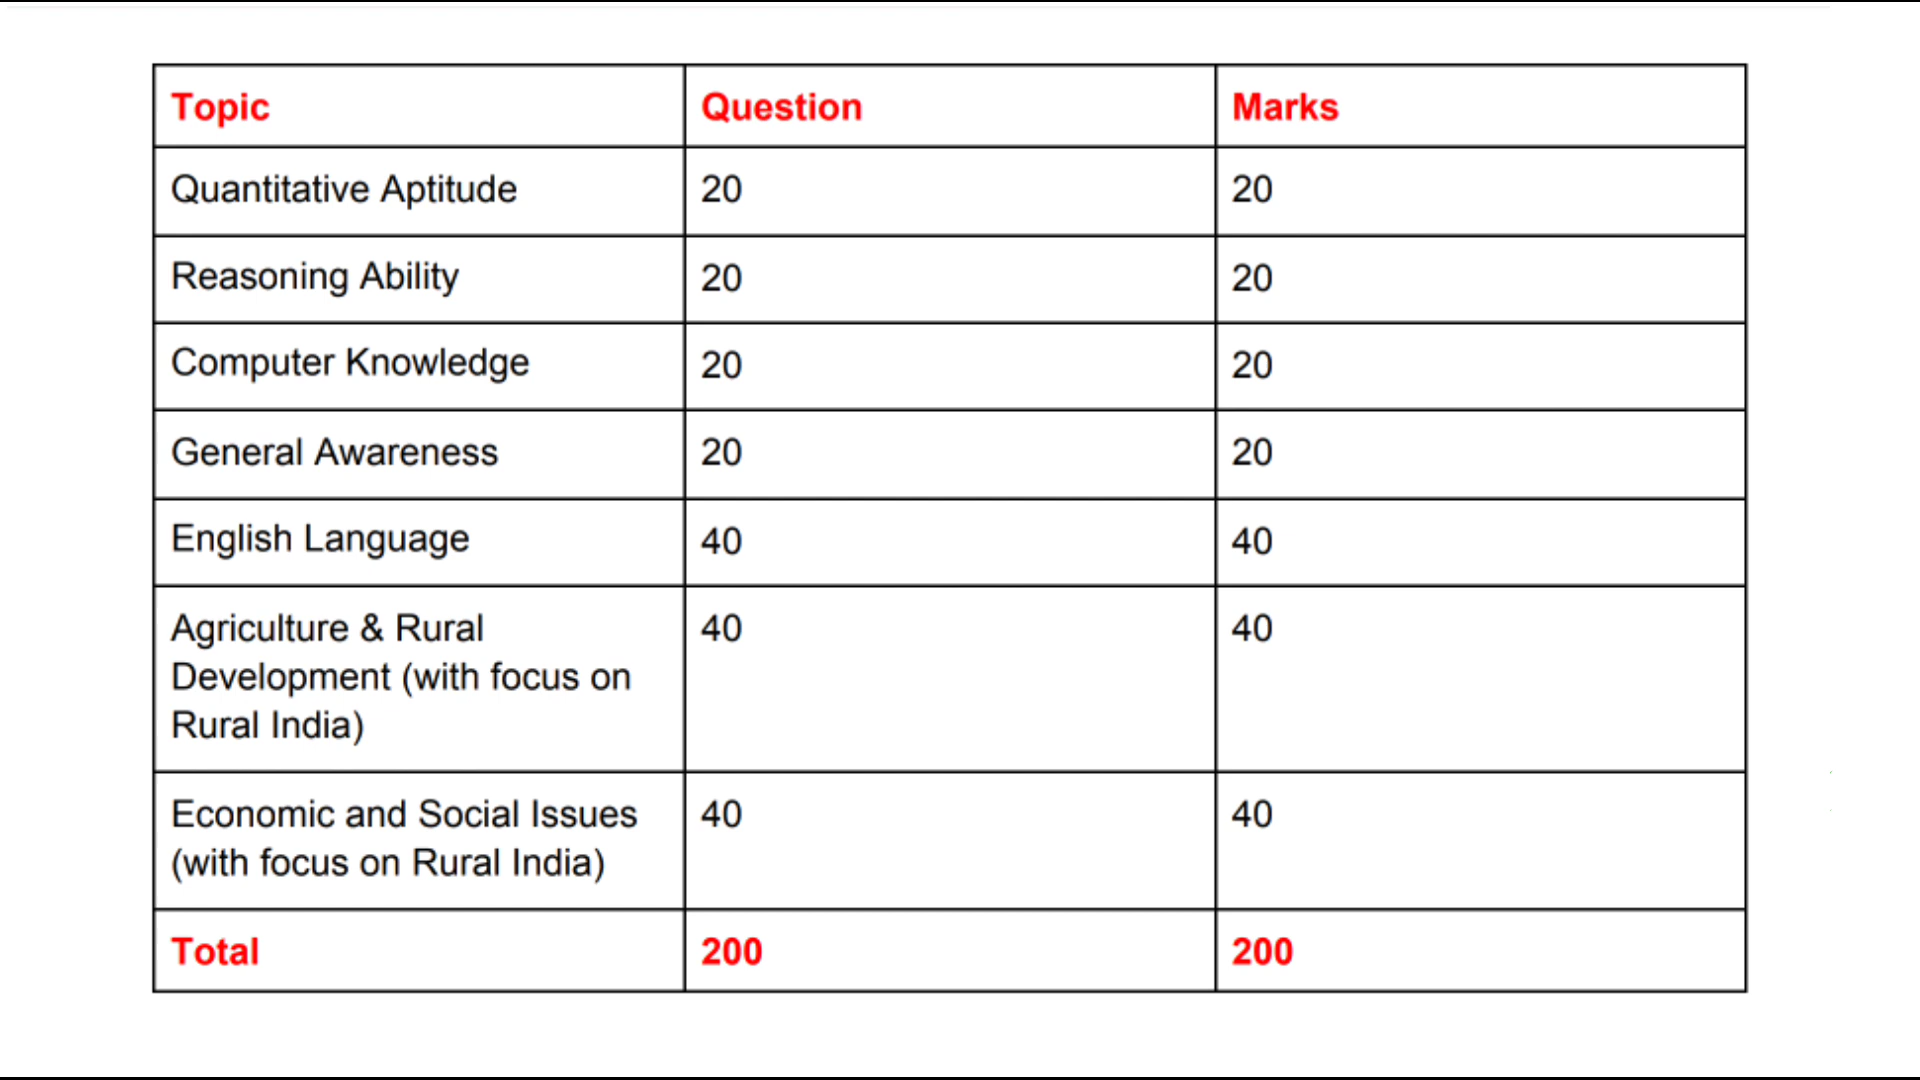 Topic Question Marks
Quantitative Aptitude 20 20
Reasoning Ability 20 20
Computer Knowledge 20 20
General Awareness 20 20
English Language 40 40
Agriculture & Rural 40 40
Development (with focus on
Rural India)
Economic and Social Issues 40 40
(with focus on Rural India)
Total 200 200